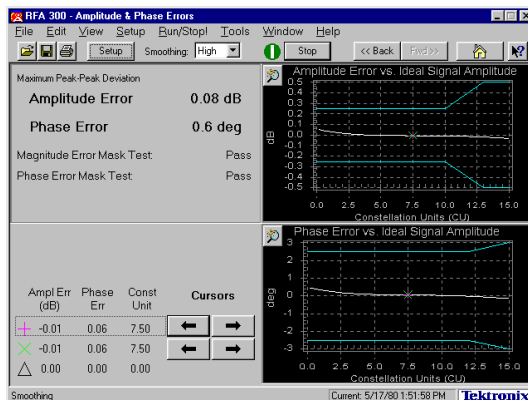 RFA 300 - Amplitude & Phase Errors
File Edit View Setup Run/Stop! Tools Window Help
Setup Smoothing: High Stop << Back Fwd >>
Maximum Peak-Peak Deviation
Amplitude Error 0.08 dB
Phase Error 0.6 deg
Magnitude Error Mask Test: Pass
Phase Error Mask Test: Pass
Amplitude Error vs. Ideal Signal Amplitude
0.5
0.4
0.3
0.2
0.1
0.0
-0.1
-0.2
-0.3
-0.4
-0.5
dB
0.0 2.5 5.0 7.5 10.0 12.5 15.0
Constellation Units (CU)
Phase Error vs. Ideal Signal Amplitude
3
2
1
0
-1
-2
-3
deg
0.0 2.5 5.0 7.5 10.0 12.5 15.0
Constellation Units (CU)
Ampl Err (dB) Phase Err Const Unit Cursors
-0.01 0.06 7.50
-0.01 0.06 7.50
0.00 0.00 0.00
Smoothing Current: 5/17/80 1:51:58 PM Tektronix